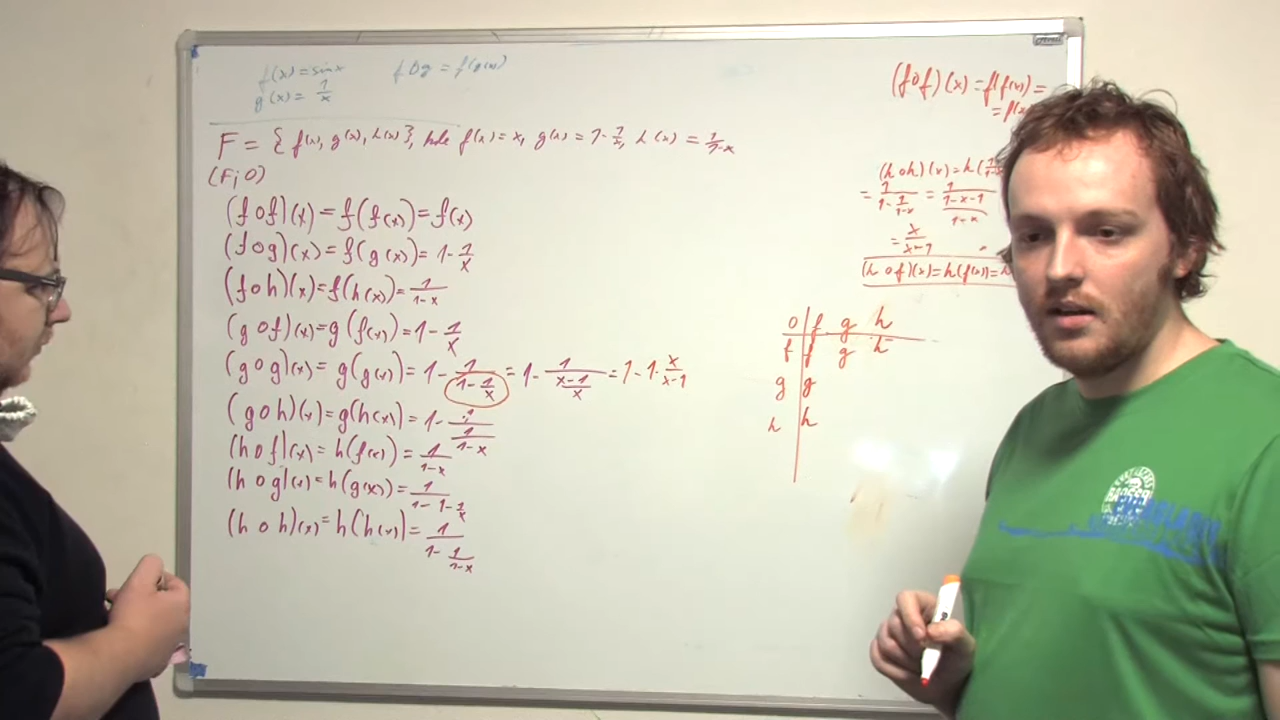 f(x) = sin x
f□g = f(g(x))
g(x) = 1/x
F = { f(x), g(x), h(x) }, kde f(x) = x, g(x) = 1 - 1/x, h(x) = 1/(1-x)
(F; O)
(f o f)(x) = f(f(x)) = f(x)
(f o g)(x) = f(g(x)) = 1 - 1/x
(f o h)(x) = f(h(x)) = 1/(1-x)
(g o f)(x) = g(f(x)) = 1 - 1/x
(g o g)(x) = g(g(x)) = 1 - 1/(1 - 1/x) = 1 - 1/((x-1)/x) = 1 - 1 · x/(x-1)
(g o h)(x) = g(h(x)) = 1 - 1/(1/(1-x))
(h o f)(x) = h(f(x)) = 1/(1-x)
(h o g)(x) = h(g(x)) = 1/(1 - 1 - 1/x)
(h o h)(x) = h(h(x)) = 1/(1 - 1/(1-x))
(f o f)(x) = f(f(x)) =
= f(x
(h o h)(x) = h(1/(1-x
= 1/(1 - 1/(1-x)) = 1/((1-x-1)/(1-x))
= x/(x-1)
(h o f)(x) = h(f(x)) = h
o f g h
f f g h
g g
h h